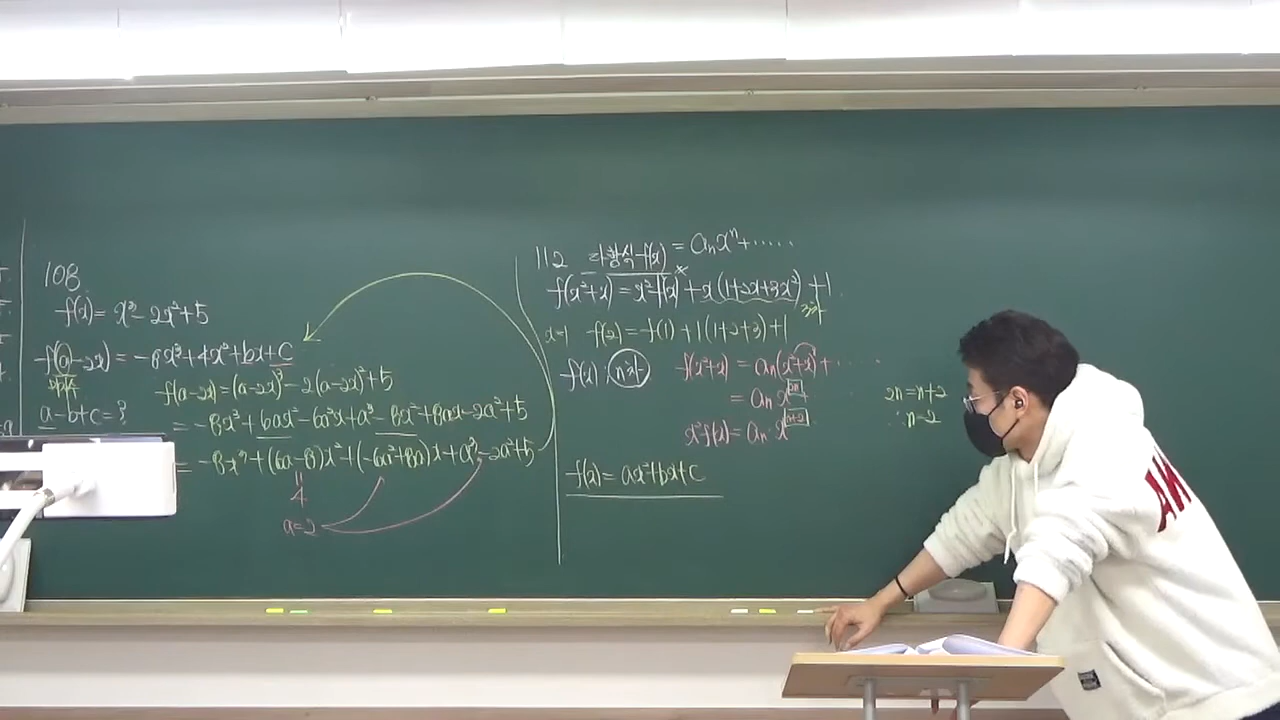 108
f(x) = x³ - 2x² + 5
f(a-2x) = -8x³ + 4x² + bx + c
a-b+c = ?
f(a-2x) = (a-2x)³ - 2(a-2x)² + 5
= -8x³ + 6ax² - 6a²x + a³ - 8x² + 8ax - 2a² + 5
= -8x³ + (6a-8)x² + (-6a²+8a)x + a³ - 2a² + 5
"
4
a=2
112 다항식 f(x) = aₙxⁿ + ·····
f(x²+x) = x²f(x) + x(1+2x+3x²) + 1
x=1 f(2) = f(1) + 1(1+2+3) + 1
f(x) : n차
f(x²+x) = aₙ(x²+x)ⁿ + ·····
= aₙ x²ⁿ
x²f(x) = aₙ·xⁿ⁺²
2n = n+2
∴ n=2
f(x) = ax²+bx+c